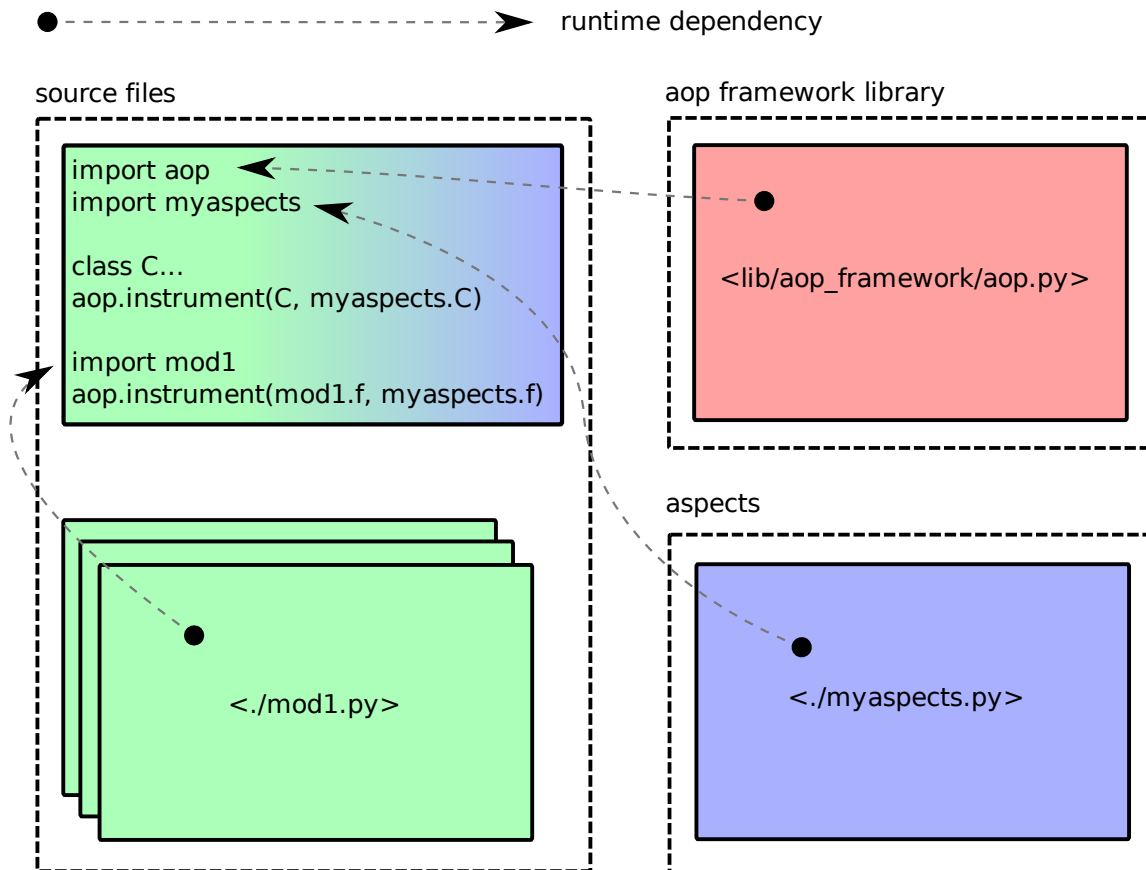 runtime dependency
source files
import aop
import myaspects
class C...
aop.instrument(C, myaspects.C)
import mod1
aop.instrument(mod1.f, myaspects.f)
<./mod1.py>
aop framework library
<lib/aop_framework/aop.py>
aspects
<./myaspects.py>